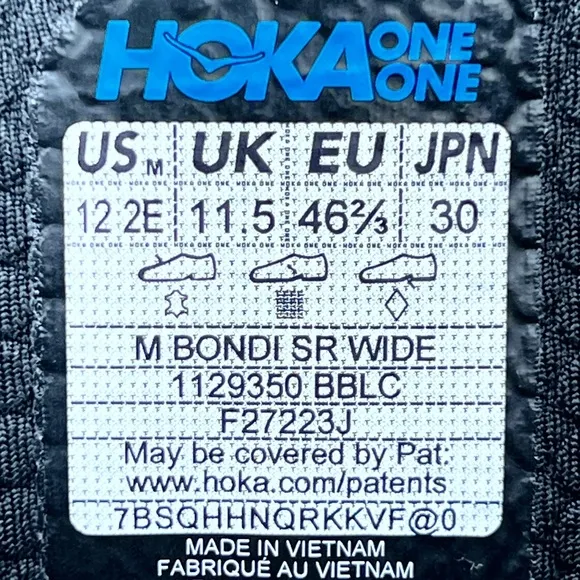 HOKA ONE ONE
US M UK EU JPN
12 2E 11.5 46⅔ 30
M BONDI SR WIDE
1129350 BBLC
F27223J
May be covered by Pat:
www.hoka.com/patents
7BSQHHNQRKKVF@0
MADE IN VIETNAM
FABRIQUÉ AU VIETNAM